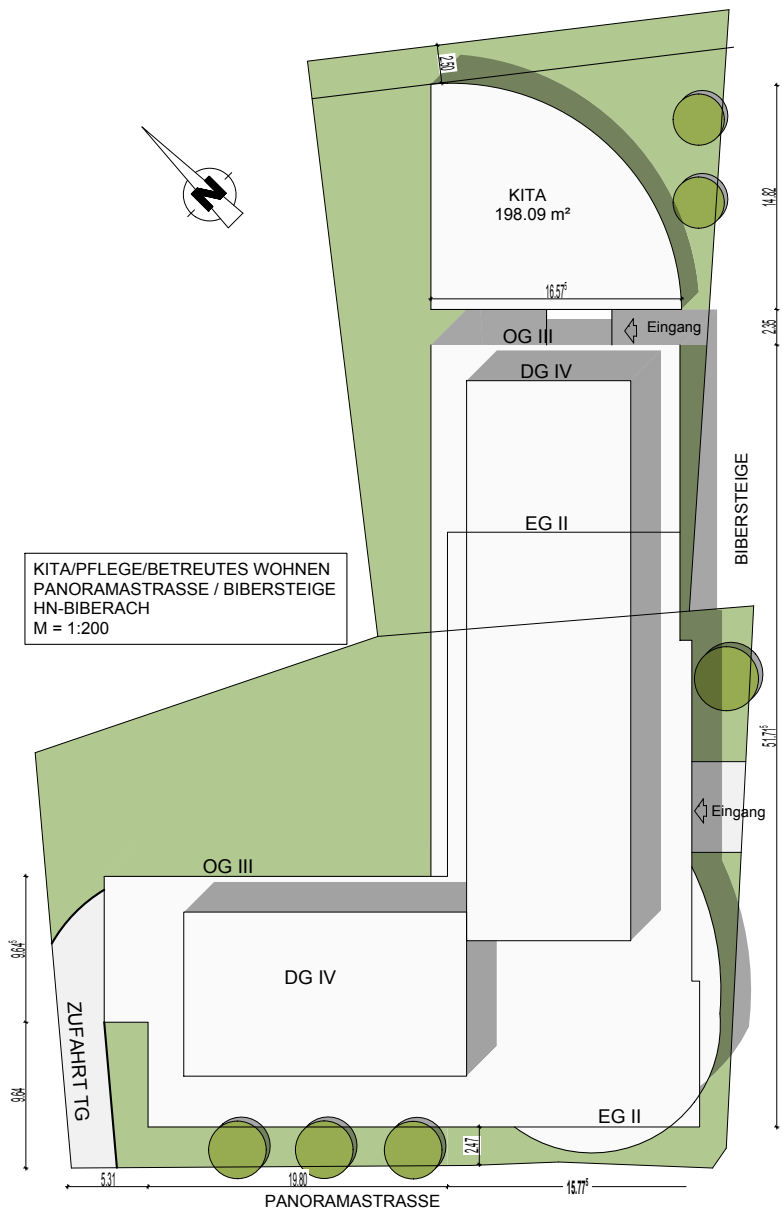 2.50
N
KITA
198.09 m²
14.82
16.57⁵
2.35
Eingang
OG III
DG IV
BIBERSTEIGE
EG II
KITA/PFLEGE/BETREUTES WOHNEN
PANORAMASTRASSE / BIBERSTEIGE
HN-BIBERACH
M = 1:200
51.71⁵
Eingang
OG III
9.64⁵
DG IV
ZUFAHRT TG
9.64
EG II
2.47
5.31
19.80
15.77⁵
PANORAMASTRASSE